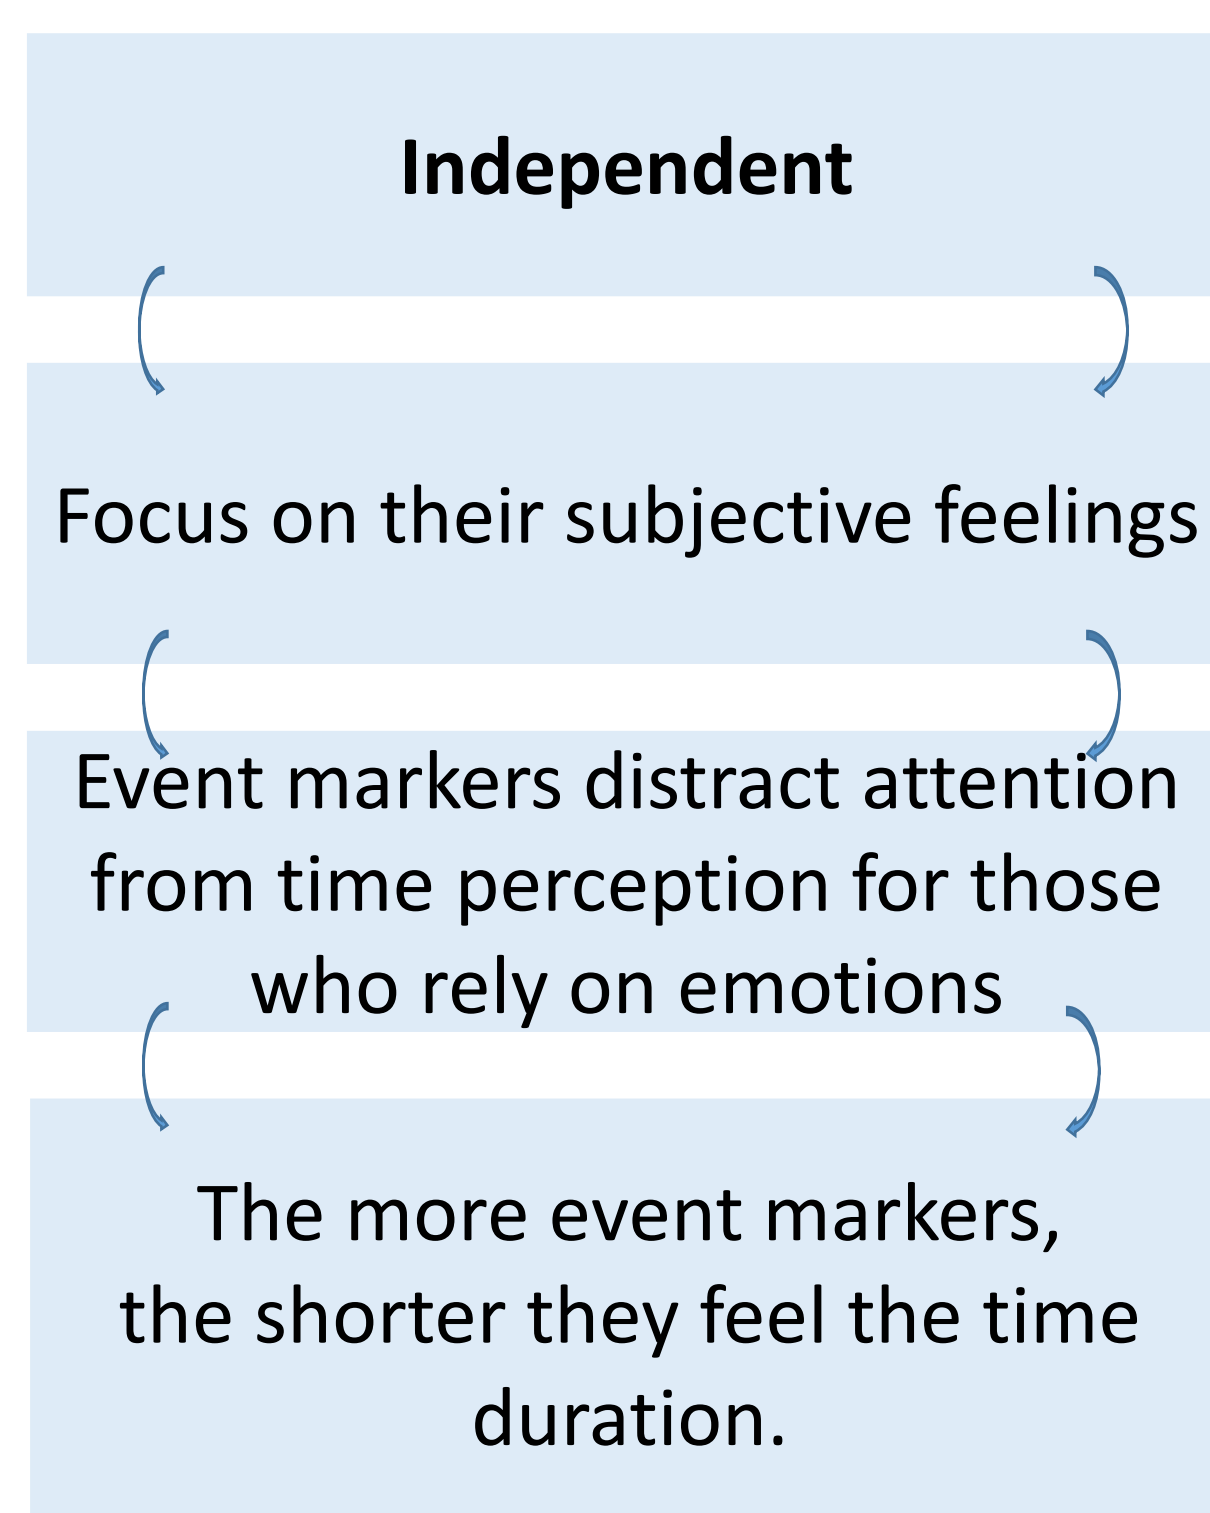 Independent
Focus on their subjective feelings
Event markers distract attention
from time perception for those
who rely on emotions
The more event markers,
the shorter they feel the time
duration.